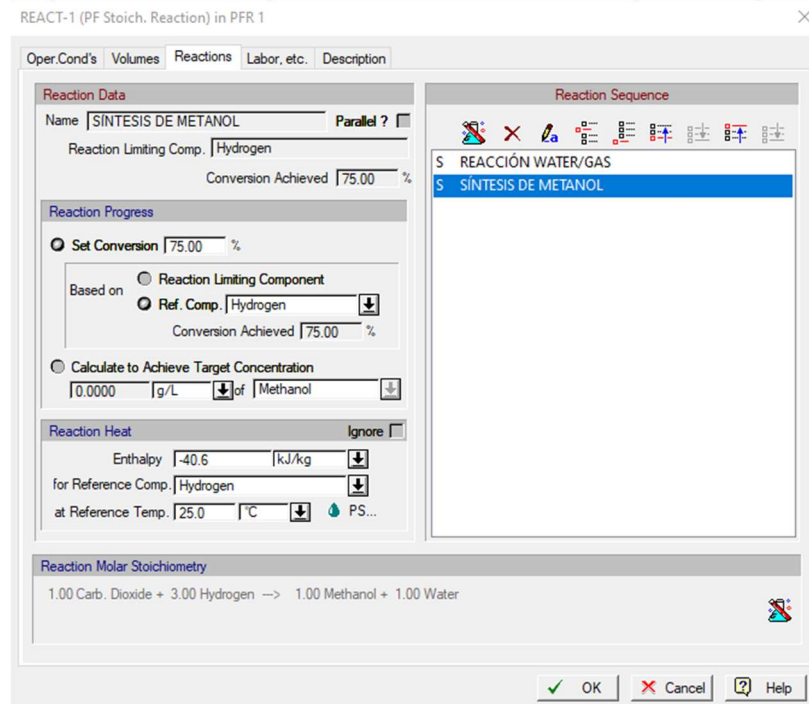 REACT-1 (PF Stoich. Reaction) in PFR 1
Oper.Cond's Volumes Reactions Labor, etc. Description
Reaction Data
Name SÍNTESIS DE METANOL Parallel ?
Reaction Limiting Comp. Hydrogen
Conversion Achieved 75.00 %
Reaction Progress
Set Conversion 75.00 %
Based on
Reaction Limiting Component
Ref. Comp. Hydrogen
Conversion Achieved 75.00 %
Calculate to Achieve Target Concentration
0.0000 g/L of Methanol
Reaction Heat Ignore
Enthalpy -40.6 kJ/kg
for Reference Comp. Hydrogen
at Reference Temp. 25.0 °C PS...
Reaction Sequence
S REACCIÓN WATER/GAS
S SÍNTESIS DE METANOL
Reaction Molar Stoichiometry
1.00 Carb. Dioxide + 3.00 Hydrogen —> 1.00 Methanol + 1.00 Water
OK Cancel Help